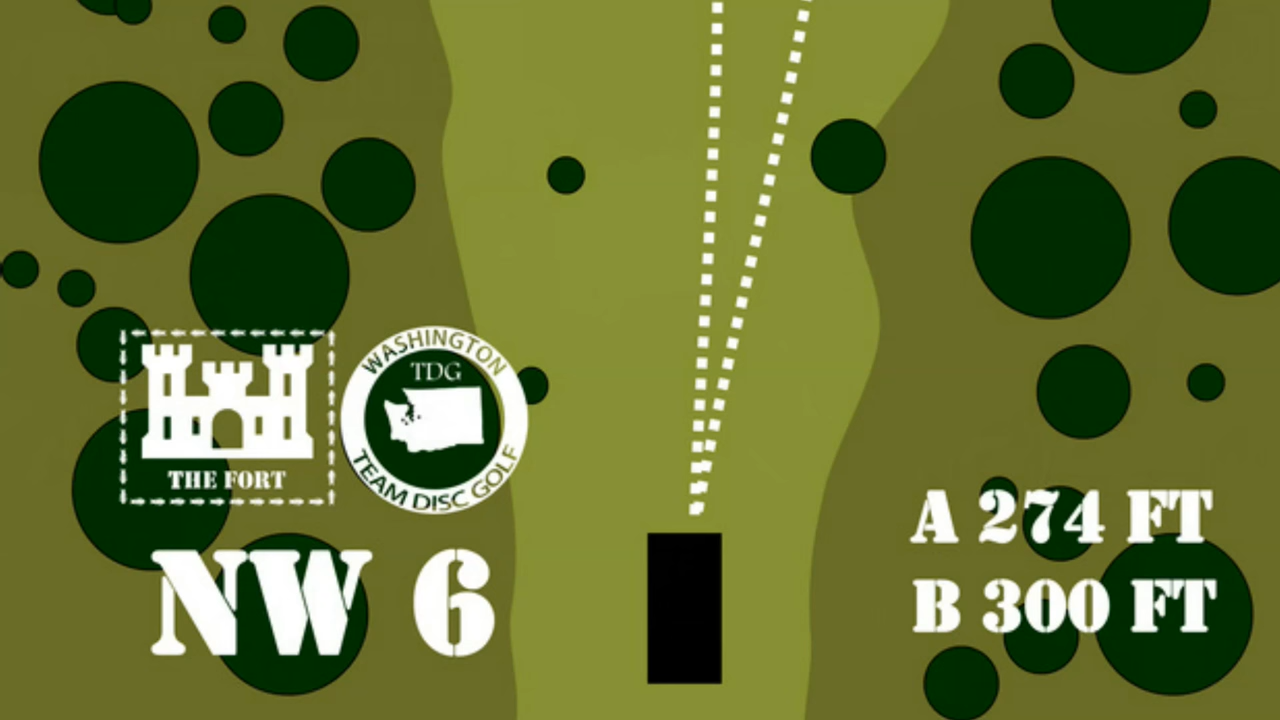 WASHINGTON
TDG
TEAM DISC GOLF
THE FORT
NW 6
A 274 FT
B 300 FT